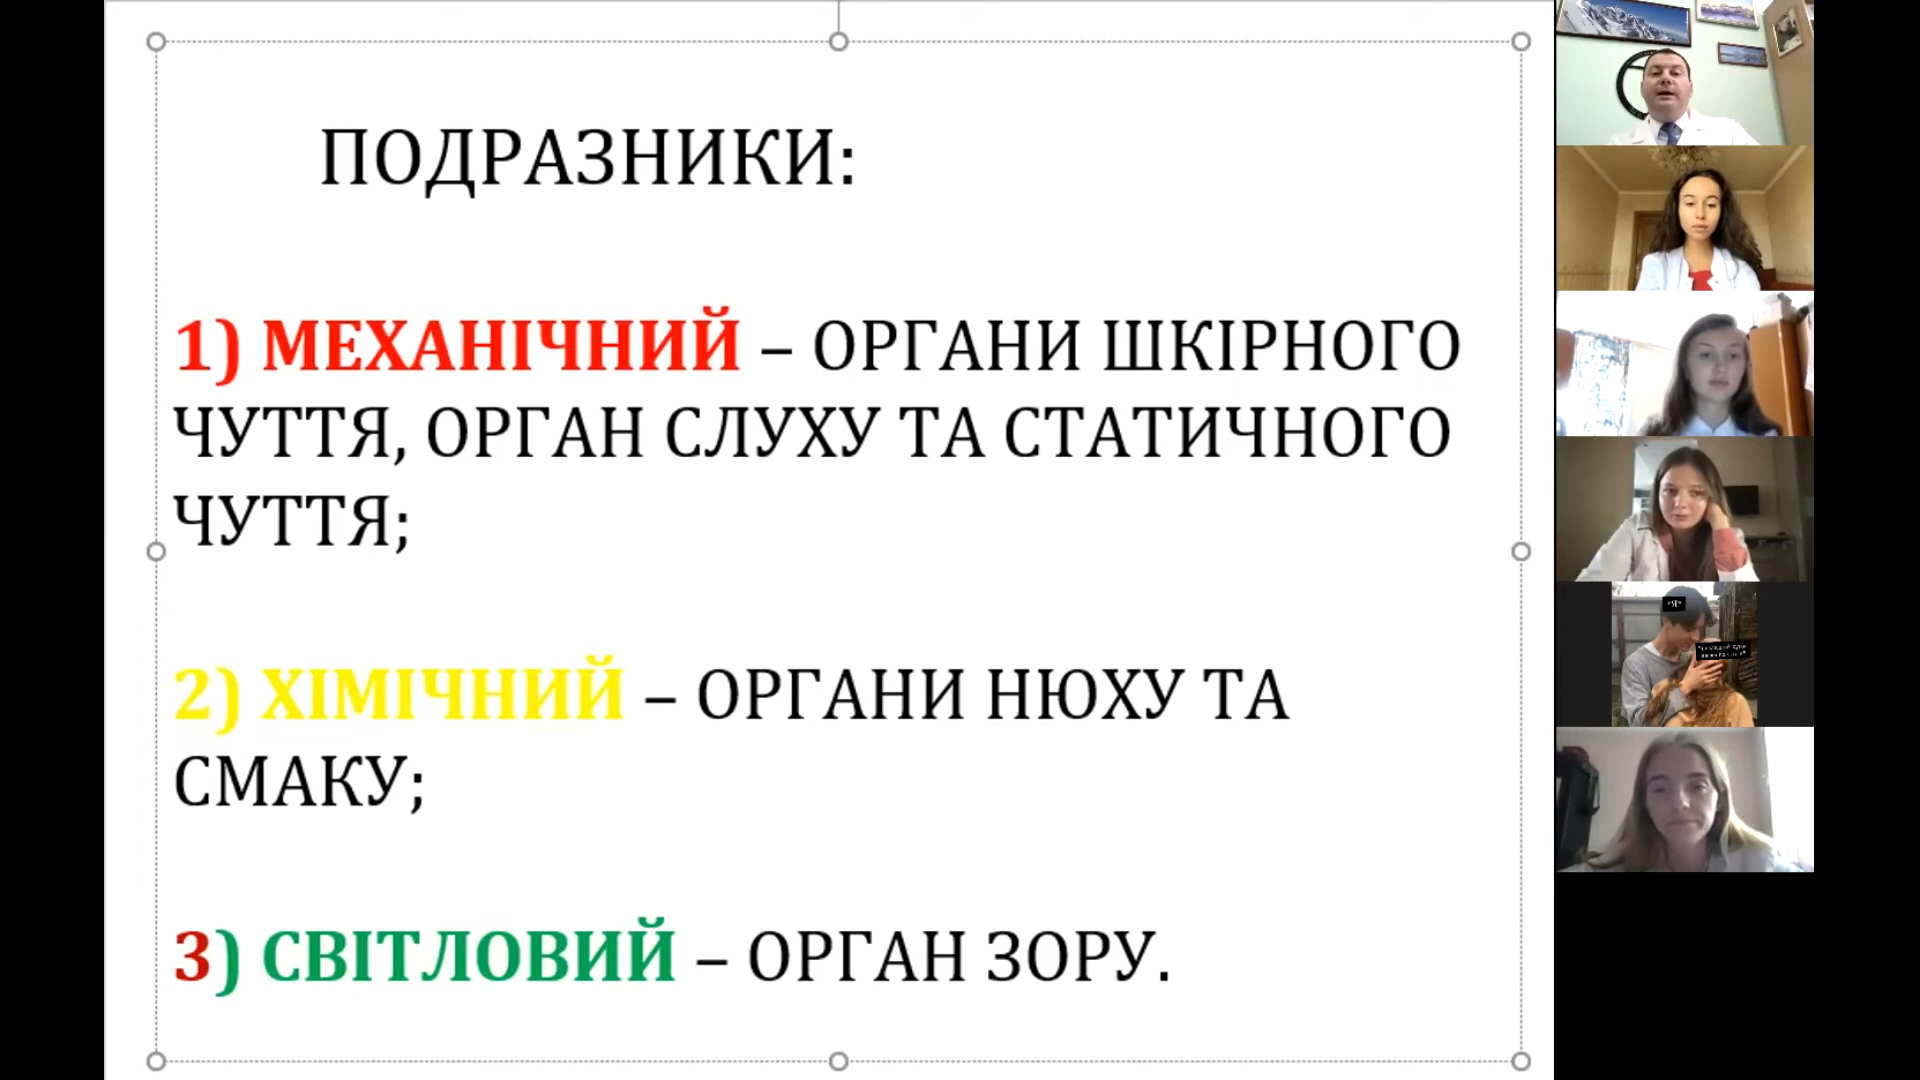 ПОДРАЗНИКИ:
1) МЕХАНІЧНИЙ – ОРГАНИ ШКІРНОГО
ЧУТТЯ, ОРГАН СЛУХУ ТА СТАТИЧНОГО
ЧУТТЯ;
2) ХІМІЧНИЙ – ОРГАНИ НЮХУ ТА
СМАКУ;
3) СВІТЛОВИЙ – ОРГАН ЗОРУ.
"Я"